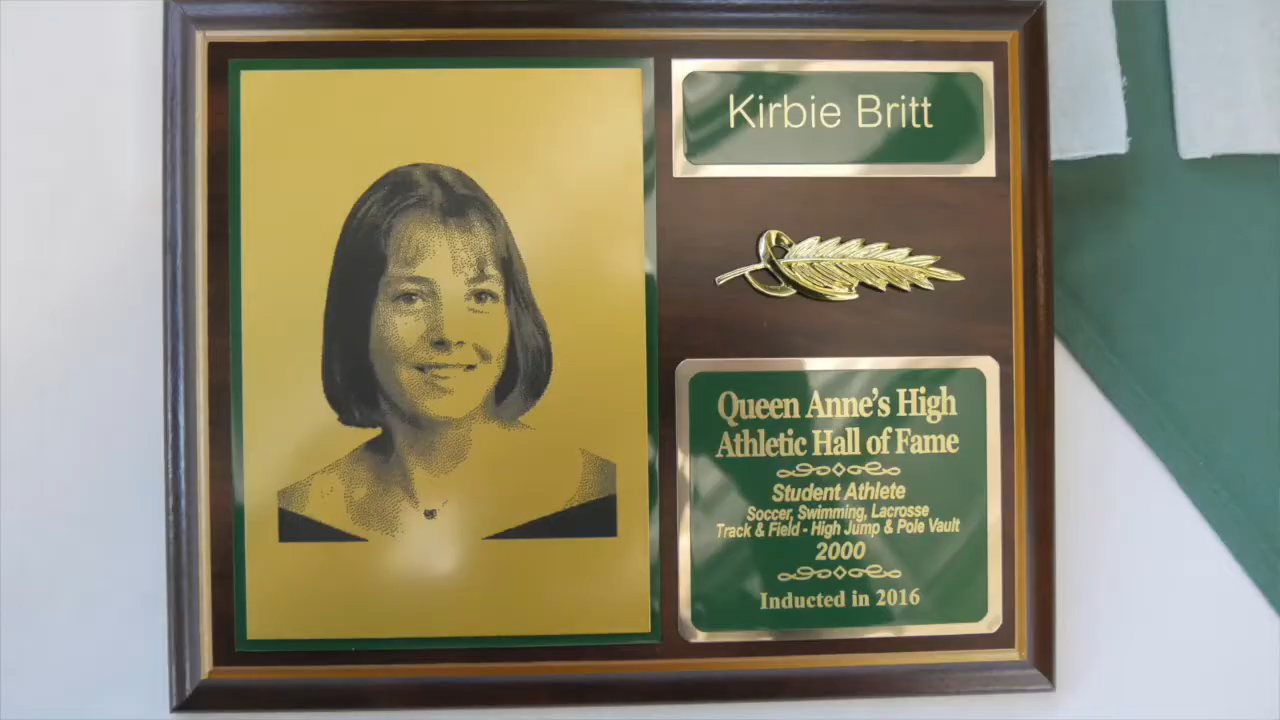 Kirbie Britt
Queen Anne's High
Athletic Hall of Fame
Student Athlete
Soccer, Swimming, Lacrosse
Track & Field - High Jump & Pole Vault
2000
Inducted in 2016